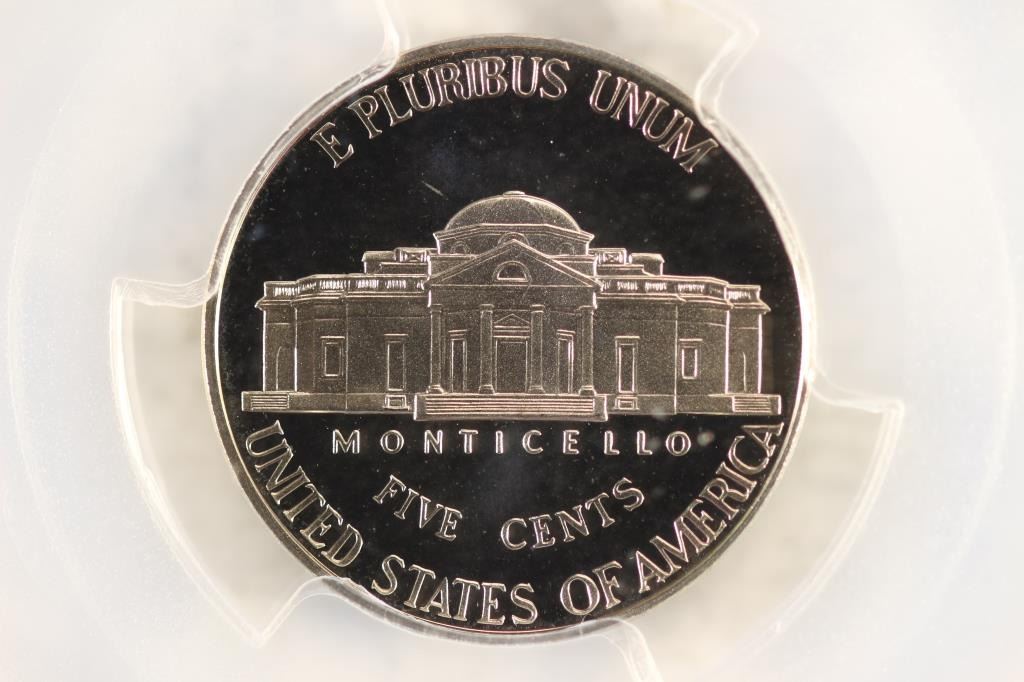 E PLURIBUS UNUM
MONTICELLO
FIVE CENTS
UNITED STATES OF AMERICA